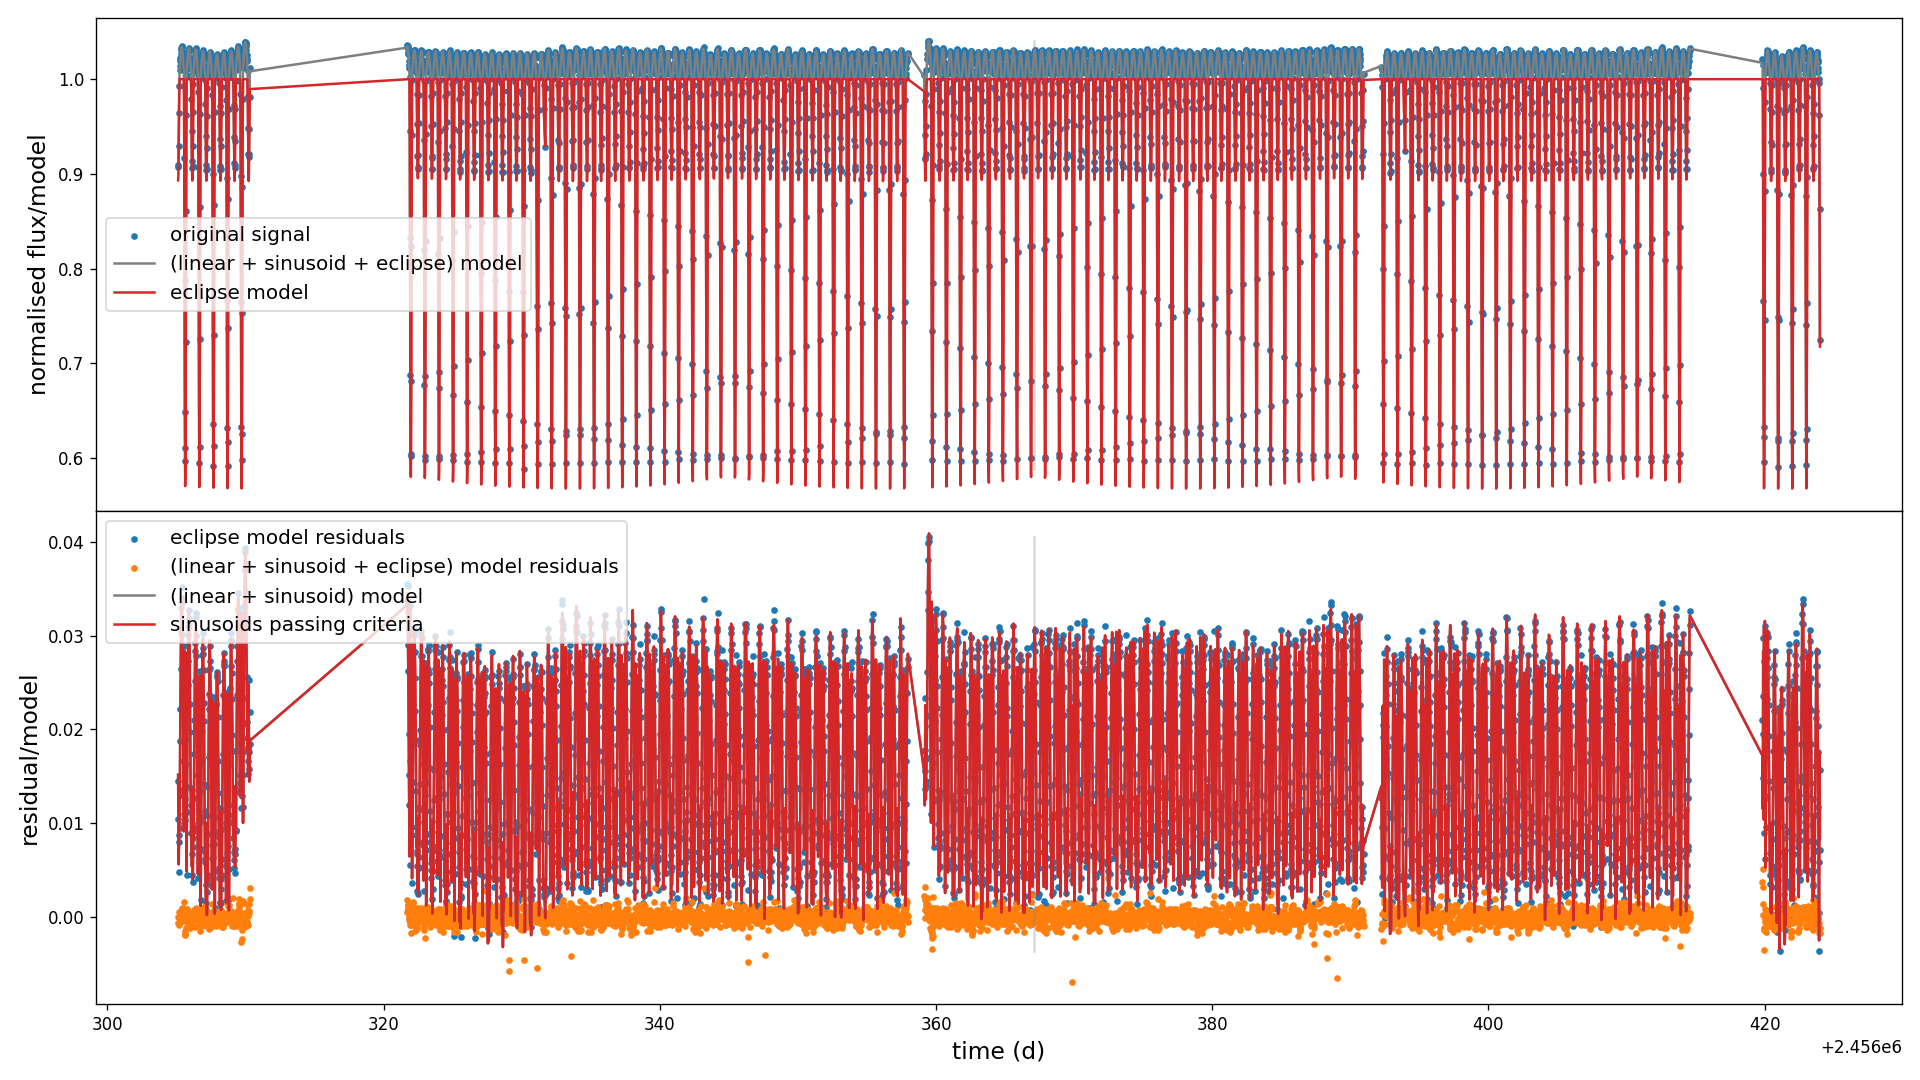 normalised flux/model
1.0
0.9
0.8
0.7
0.6
original signal
(linear + sinusoid + eclipse) model
eclipse model
residual/model
0.04
0.03
0.02
0.01
0.00
eclipse model residuals
(linear + sinusoid + eclipse) model residuals
(linear + sinusoid) model
sinusoids passing criteria
300
320
340
360
380
400
420
time (d)
+2.456e6